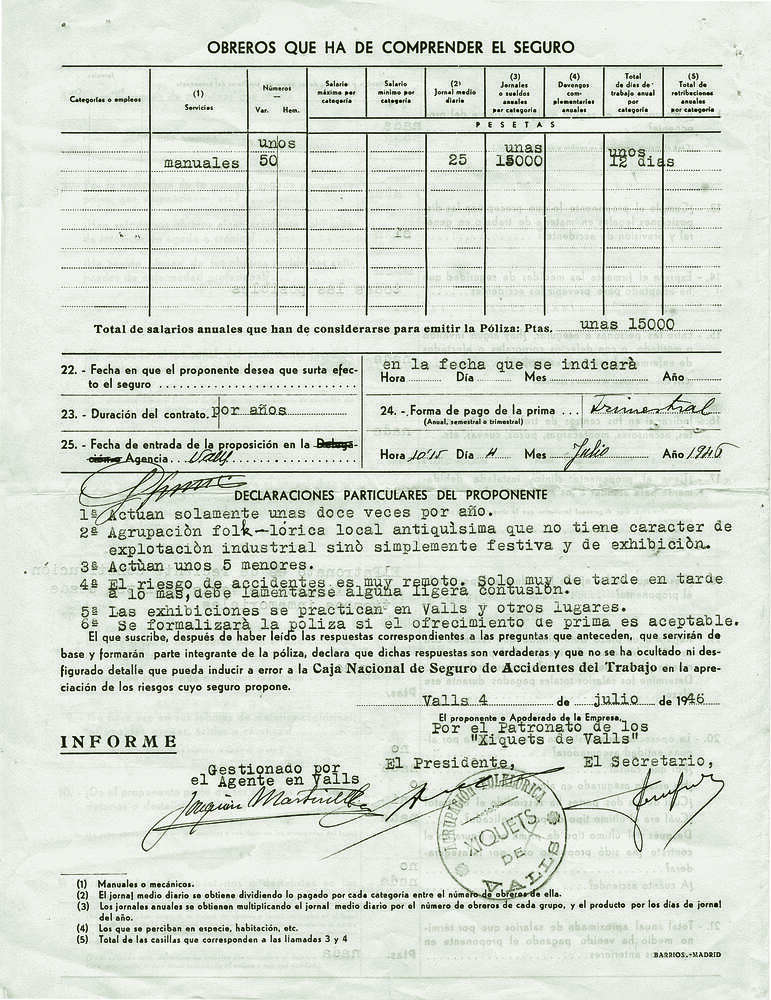 OBREROS QUE HA DE COMPRENDER EL SEGURO
Categorías o empleos
(1)
Servicios
Números
Var. Hem.
Salario máximo por categoría
Salario mínimo por categoría
(2)
Jornal medio diario
(3)
Jornales o sueldos anuales por categoría
(4)
Devengos com-plementarios anuales
Total de días de trabajo anual por categoría
(5)
Total de retribuciones anuales por categoría
PESETAS
unos unas unos
manuales 50 25 15000 12 dias
Total de salarios anuales que han de considerarse para emitir la Póliza: Ptas. unas 15000
22. - Fecha en que el proponente desea que surta efec-
to el seguro
en la fecha que se indicarà
Hora Día Mes Año
23. - Duración del contrato. por años
24. - Forma de pago de la prima ... trimestral
(Anual, semestral o trimestral)
25. - Fecha de entrada de la proposición en la Delega-
ción o Agencia .. Valls
Hora 10'15 Día 4 Mes Julio Año 1946
DECLARACIONES PARTICULARES DEL PROPONENTE
1ª Actúan solamente unas doce veces por año.
2ª Agrupaciòn folk-lórica local antiquìsima que no tiene caracter de
explotaciòn industrial sinò simplemente festiva y de exhibiciòn.
3ª Actùan unos 5 menores.
4ª El riesgo de accidentes es muy remoto. Solo muy de tarde en tarde
a lo mas, debe lamentarse alguna ligera contusiòn.
5ª Las exhibiciones se practican en Valls y otros lugares.
6ª Se formalizarà la pòliza si el ofrecimiento de prima es aceptable.
El que suscribe, después de haber leído las respuestas correspondientes a las preguntas que anteceden, que servirán de
base y formarán parte integrante de la póliza, declara que dichas respuestas son verdaderas y que no se ha ocultado ni des-
figurado detalle que pueda inducir a error a la Caja Nacional de Seguro de Accidentes del Trabajo en la apre-
ciación de los riesgos cuyo seguro propone.
Valls 4 de julio de 1946
El proponente o Apoderado de la Empresa,
Por el Patronato de los
"Xiquets de Valls"
INFORME
Gestionado por
el Agente en Valls
El Presidente, El Secretario,
AGRUPACIÓN FOLKLÓRICA
XIQUETS
DE
VALLS
(1) Manuales o mecánicos.
(2) El jornal medio diario se obtiene dividiendo lo pagado por cada categoría entre el número de obreros de ella.
(3) Los jornales anuales se obtienen multiplicando el jornal medio diario por el número de obreros de cada grupo, y el producto por los días de jornal
del año.
(4) Los que se perciban en especie, habitación, etc.
(5) Total de las casillas que corresponden a las llamadas 3 y 4
BARRIOS.-MADRID